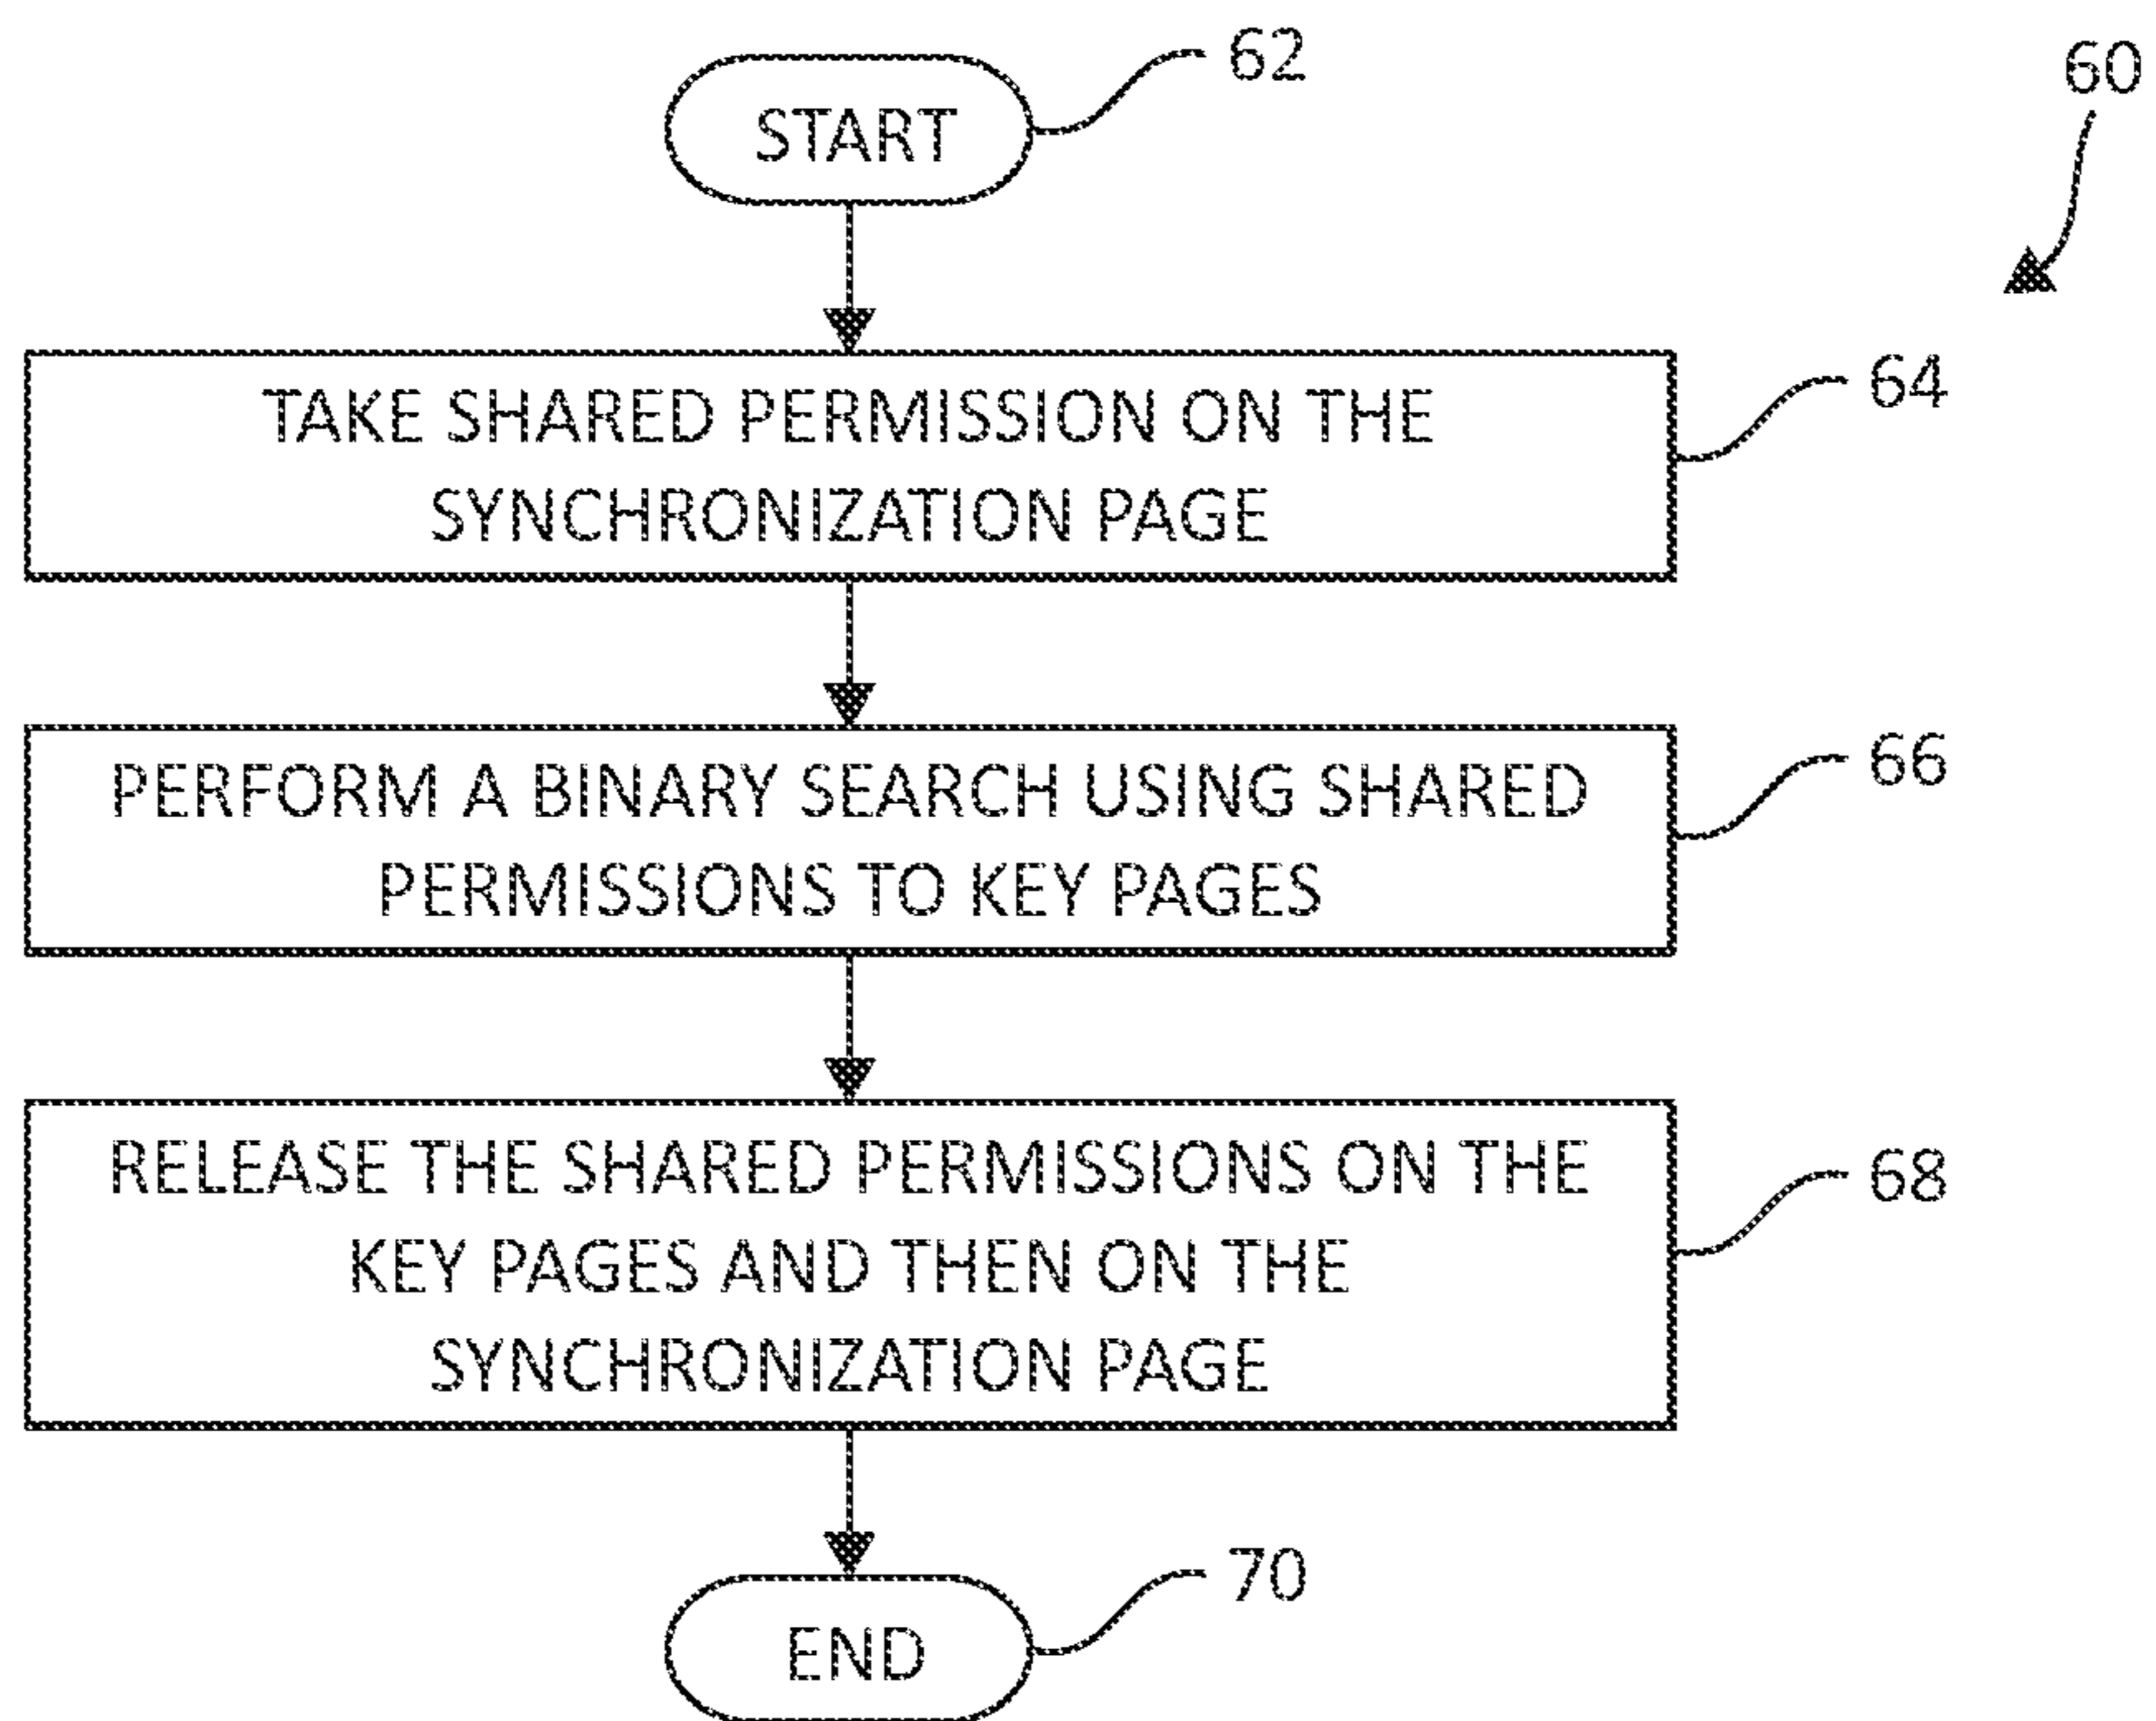 62
60
START
64
TAKE SHARED PERMISSION ON THE
SYNCHRONIZATION PAGE
66
PERFORM A BINARY SEARCH USING SHARED
PERMISSIONS TO KEY PAGES
68
RELEASE THE SHARED PERMISSIONS ON THE
KEY PAGES AND THEN ON THE
SYNCHRONIZATION PAGE
70
END